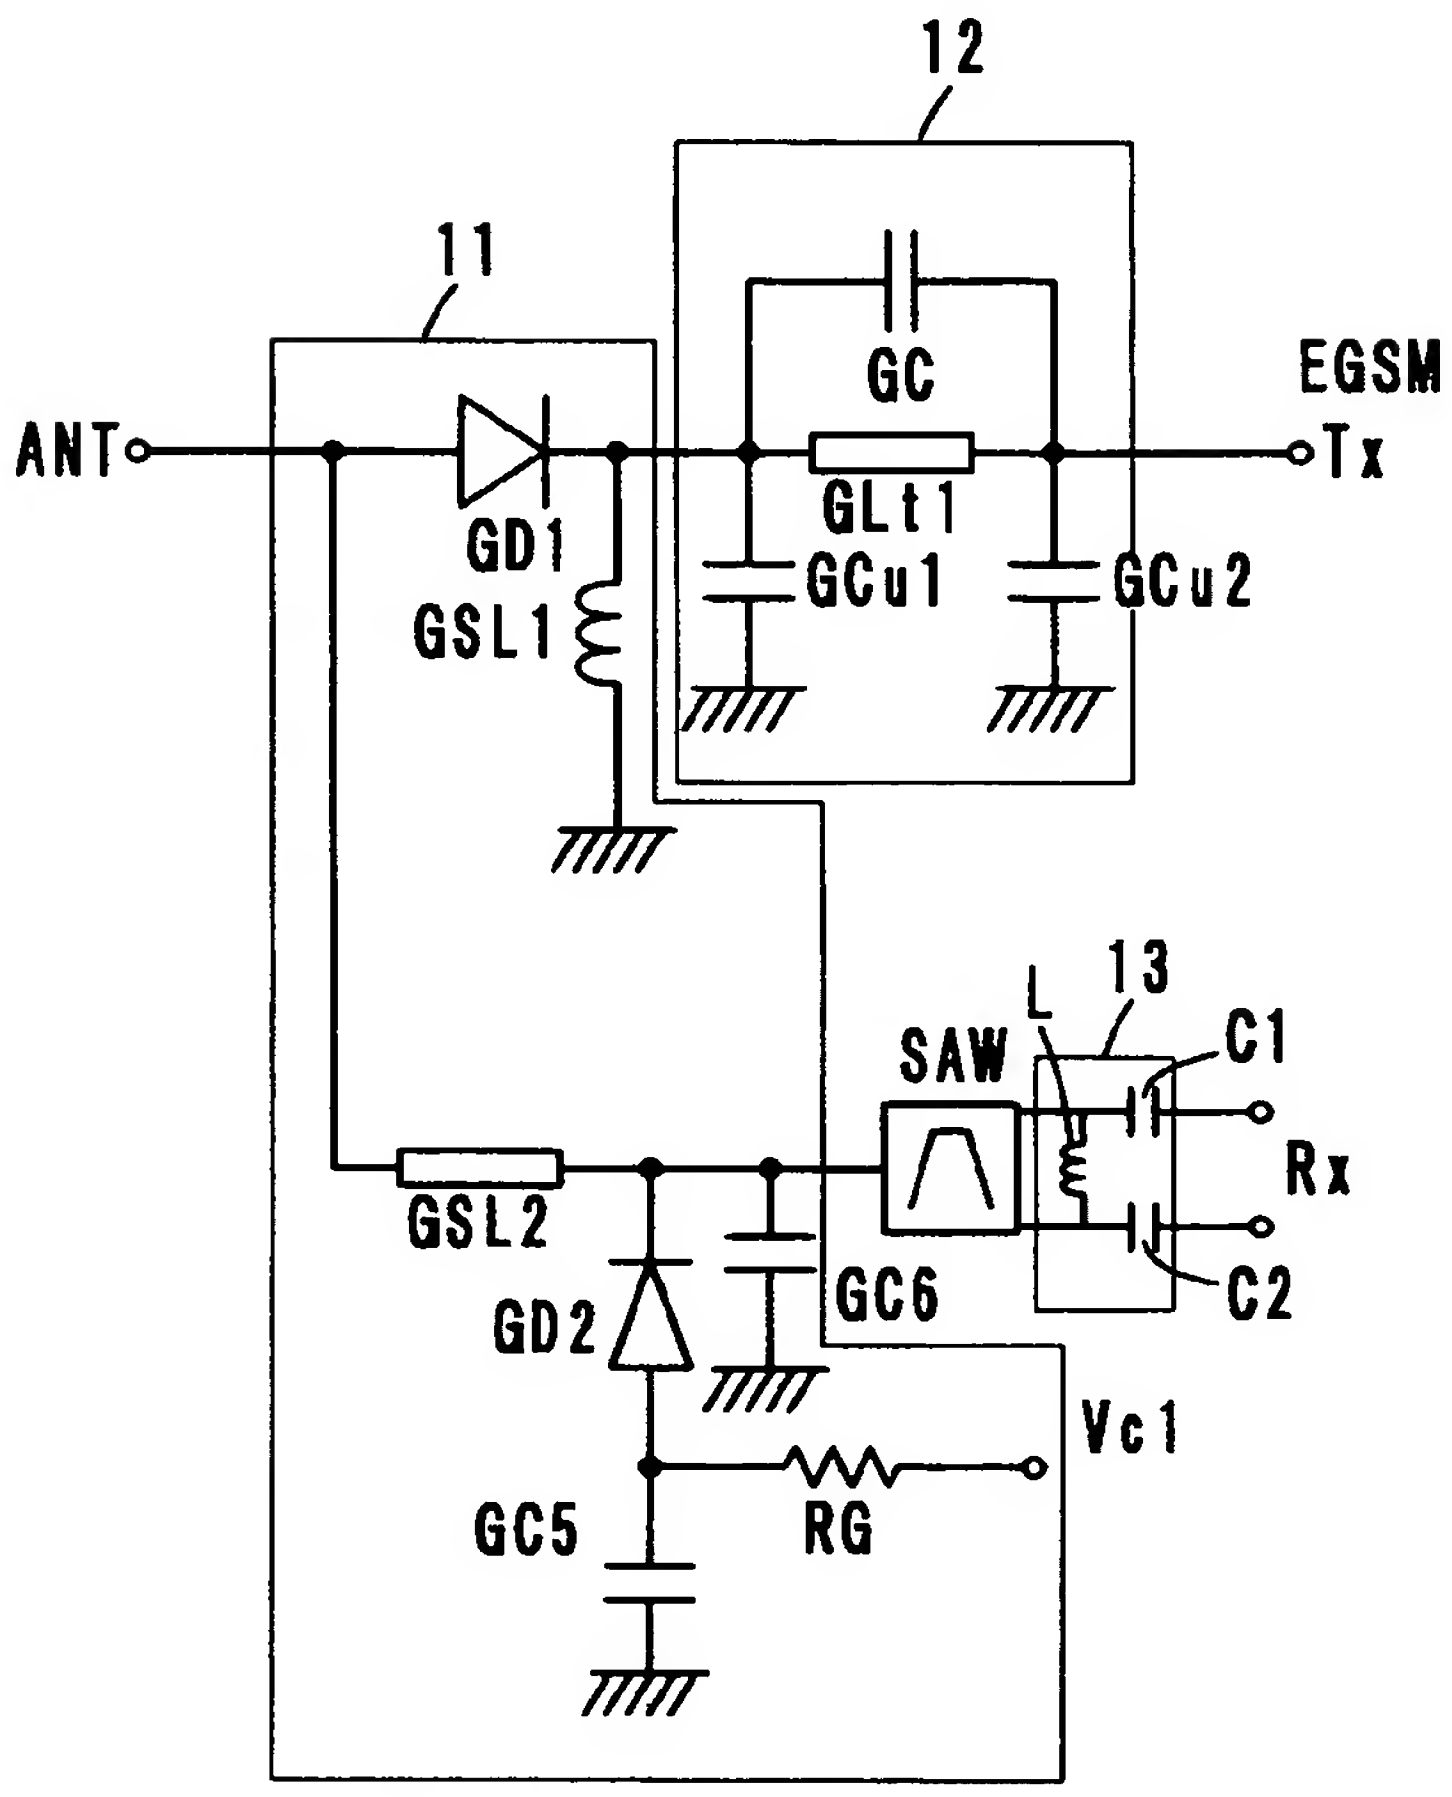 12
11
GC
EGSM
ANT
Tx
GLt1
GD1
GCu1
GCu2
GSL1
13
L
C1
SAW
Rx
GSL2
GC6
C2
GD2
Vc1
GC5
RG